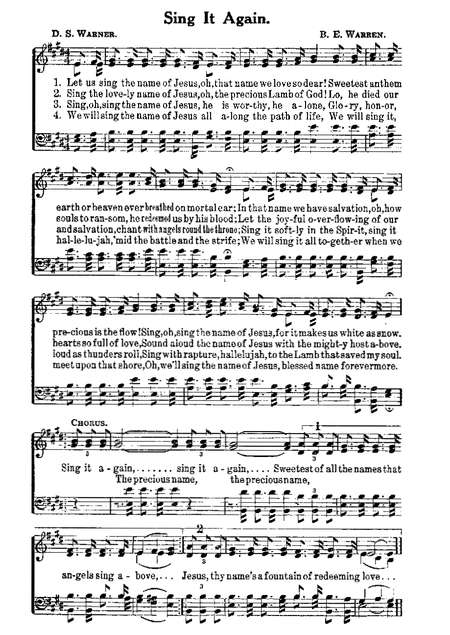 Sing It Again.
D. S. WARNER. B. E. WARREN.
1. Let us sing the name of Jesus, oh, that name we love so dear! Sweetest anthem
2. Sing the love-ly name of Jesus, oh, the precious Lamb of God! Lo, he died our
3. Sing, oh, sing the name of Jesus, he is wor-thy, he a-lone, Glo-ry, hon-or,
4. We will sing the name of Jesus all a-long the path of life, We will sing it,
earth or heaven ever breathed on mortal ear; In that name we have salvation, oh, how
souls to ran-som, he redeemed us by his blood; Let the joy-ful o-ver-flow-ing of our
and salvation, chant with angels round the throne; Sing it soft-ly in the Spir-it, sing it
hal-le-lu-jah, 'mid the battle and the strife; We will sing it all to-geth-er when we
pre-cious is the flow! Sing, oh, sing the name of Jesus, for it makes us white as snow.
hearts so full of love, Sound aloud the name of Jesus with the might-y host a-bove.
loud as thunders roll, Sing with rapture, hallelujah, to the Lamb that saved my soul.
meet upon that shore, Oh, we'll sing the name of Jesus, blessed name forevermore.
CHORUS.
1
3 3 3
Sing it a-gain,....... sing it a-gain,.... Sweetest of all the names that
The precious name, the precious name,
3
2
3
an-gels sing a-bove,... Jesus, thy name's a fountain of redeeming love...
3